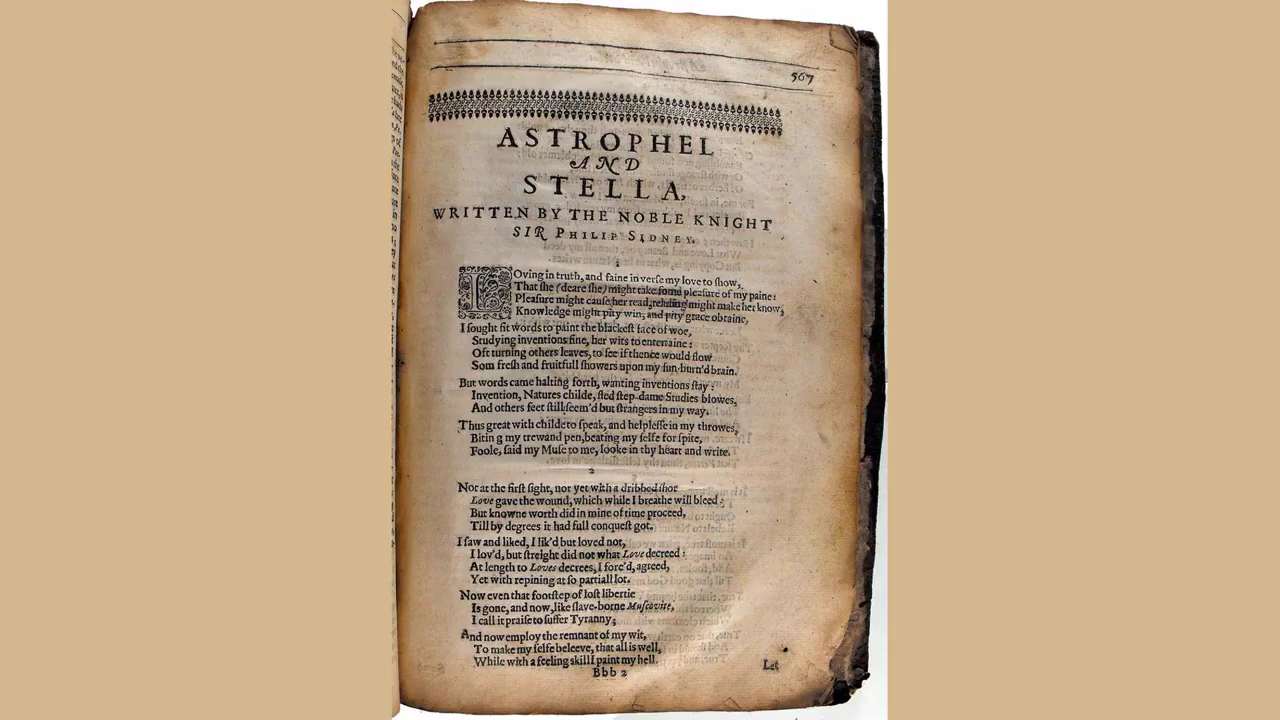 567
ASTROPHEL
AND
STELLA,
WRITTEN BY THE NOBLE KNIGHT
SIR PHILIP SIDNEY.
1
LOving in truth, and faine in verse my love to show,
That ſhe (deare ſhe) might take ſome pleaſure of my paine:
Pleaſure might cauſe her read, reading might make her know,
Knowledge might pity win, and pity grace obtaine,
I ſought fit words to paint the blackeſt face of woe,
Studying inventions fine, her wits to entertaine:
Oft turning others leaves, to ſee if thence would flow
Som freſh and fruitfull ſhowers upon my ſun-burn'd brain.
But words came halting forth, wanting inventions ſtay:
Invention, Natures childe, fled ſtep-dame Studies blowes,
And others feet ſtill ſeem'd but ſtrangers in my way.
Thus great with childe to ſpeak, and helpleſſe in my throwes,
Biting my trewand pen, beating my ſelfe for ſpite,
Foole, ſaid my Muſe to me, looke in thy heart and write.
2
Not at the firſt ſight, nor yet with a dribbed ſhot
Love gave the wound, which while I breathe will bleed:
But knowne worth did in mine of time proceed,
Till by degrees it had full conqueſt got.
I ſaw and liked, I lik'd but loved not,
I lov'd, but ſtreight did not what Love decreed:
At length to Loves decrees, I forc'd, agreed,
Yet with repining at ſo partiall lot.
Now even that footſtep of loſt libertie
Is gone, and now, like ſlave-borne Muſcovite,
I call it praiſe to ſuffer Tyranny;
And now employ the remnant of my wit,
To make my ſelfe beleeve, that all is well,
While with a feeling skill I paint my hell.
Bbb 2
Let